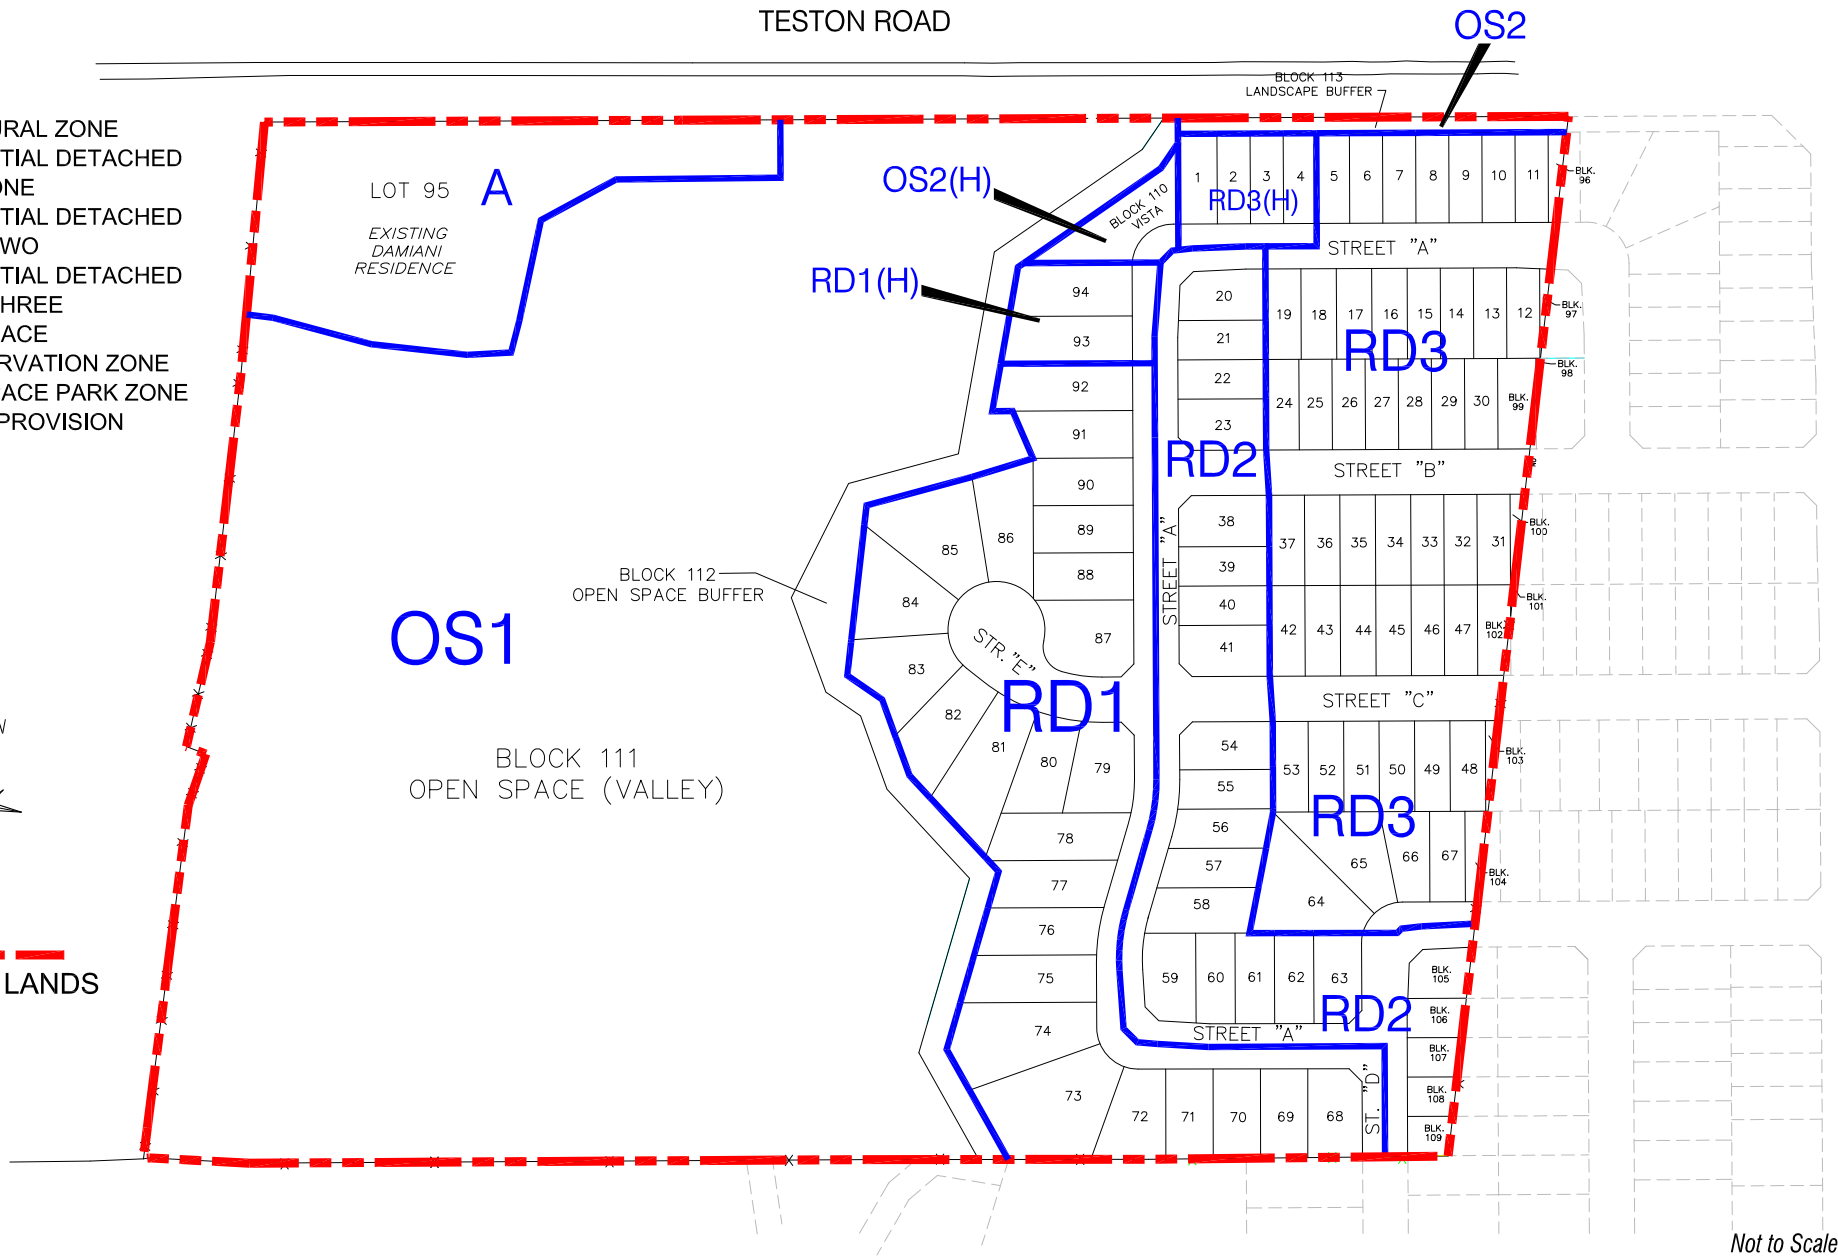 TESTON ROAD
OS2
BLOCK 113
LANDSCAPE BUFFER
URAL ZONE
TIAL DETACHED
ONE
TIAL DETACHED
WO
TIAL DETACHED
THREE
ACE
RVATION ZONE
PACE PARK ZONE
PROVISION
LOT 95
A
EXISTING
DAMIANI
RESIDENCE
OS2(H)
BLOCK 110
VISTA
1 2 3 4 5 6 7 8 9 10 11
BLK.
96
RD3(H)
STREET "A"
RD1(H)
94
93
92
91
90
89
88
87
20
21
22
23
19 18 17 16 15 14 13 12
BLK.
97
RD3
BLK.
98
24 25 26 27 28 29 30
BLK.
99
RD2
STREET "B"
STREET "A"
38
39
40
41
37 36 35 34 33 32 31
BLK.
100
BLK.
101
42 43 44 45 46 47
BLK.
102
STREET "C"
BLOCK 112
OPEN SPACE BUFFER
86
85
84
83
82
81
80
79
STR. "E"
OS1
RD1
BLOCK 111
OPEN SPACE (VALLEY)
54
55
56
57
58
53 52 51 50 49 48
BLK.
103
RD3
64
65
66
67
BLK.
104
78
77
76
75
74
73
59 60 61 62 63
RD2
STREET "A"
BLK.
105
BLK.
106
BLK.
107
BLK.
108
BLK.
109
72 71 70 69 68
ST. "D"
LANDS
Not to Scale